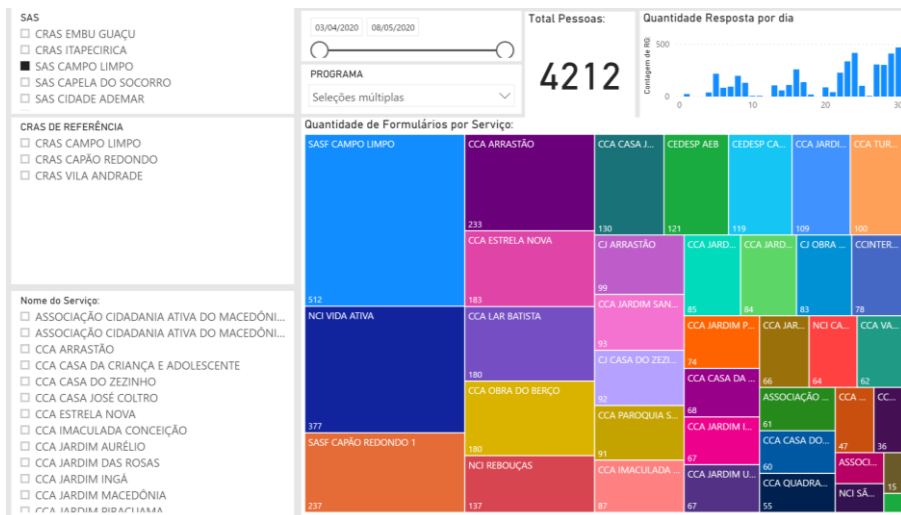 SAS
CRAS EMBU GUAÇU
CRAS ITAPECIRICA
SAS CAMPO LIMPO
SAS CAPELA DO SOCORRO
SAS CIDADE ADEMAR
03/04/2020 08/05/2020
PROGRAMA
Seleções múltiplas
Total Pessoas:
4212
Quantidade Resposta por dia
Contagem de RG:
500
0
0 10 20 30
CRAS DE REFERÊNCIA
CRAS CAMPO LIMPO
CRAS CAPÃO REDONDO
CRAS VILA ANDRADE
Nome do Serviço:
ASSOCIAÇÃO CIDADANIA ATIVA DO MACEDÔNI...
ASSOCIAÇÃO CIDADANIA ATIVA DO MACEDÔNI...
CCA ARRASTÃO
CCA CASA DA CRIANÇA E ADOLESCENTE
CCA CASA DO ZEZINHO
CCA CASA JOSÉ COLTRO
CCA ESTRELA NOVA
CCA IMACULADA CONCEIÇÃO
CCA JARDIM AURÉLIO
CCA JARDIM DAS ROSAS
CCA JARDIM INGÁ
CCA JARDIM MACEDÔNIA
CCA JARDIM PIRACUAMA
Quantidade de Formulários por Serviço:
SASF CAMPO LIMPO
512
NCI VIDA ATIVA
377
SASF CAPÃO REDONDO 1
237
CCA ARRASTÃO
233
CCA ESTRELA NOVA
183
CCA LAR BATISTA
180
CCA OBRA DO BERÇO
180
NCI REBOUÇAS
137
CCA CASA J...
130
CEDESP AEB
121
CEDESP CA...
119
CCA JARDI...
109
CCA TUR...
100
CJ ARRASTÃO
99
CCA JARDIM SAN...
93
CJ CASA DO ZEZI...
92
CCA PAROQUIA S...
91
CCA IMACULADA ...
87
CCA JARD...
85
CCA JARD...
84
CJ OBRA ...
83
CCINTER...
78
CCA JARDIM P...
74
CCA CASA DA ...
68
CCA JARDIM I...
67
CCA JARDIM U...
67
CCA JAR...
66
NCI CA...
64
CCA VA...
62
ASSOCIAÇÃO ...
61
CCA CASA DO...
60
CCA QUADRA...
55
CCA ...
47
CC...
36
ASSOCI...
NCI SÃ...
15